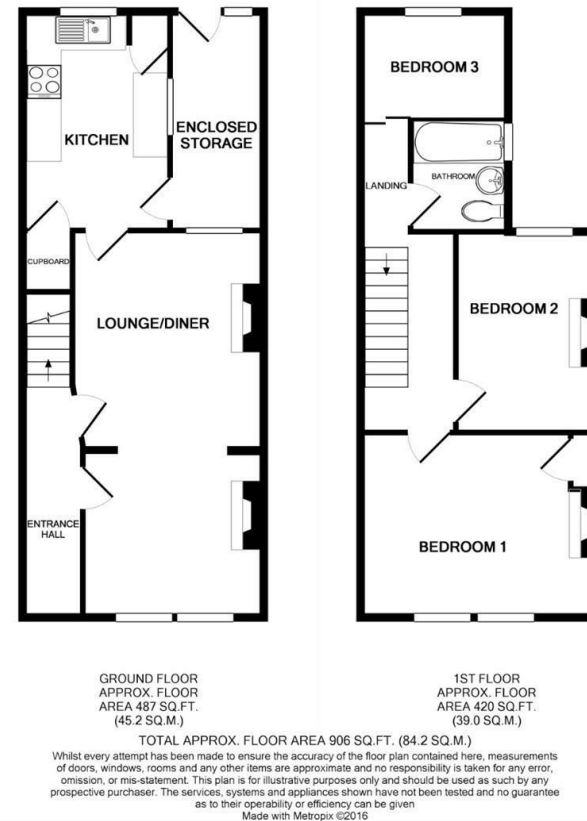 KITCHEN
ENCLOSED
STORAGE
CUPBOARD
LOUNGE/DINER
ENTRANCE
HALL
BEDROOM 3
BATHROOM
LANDING
BEDROOM 2
BEDROOM 1
GROUND FLOOR
APPROX. FLOOR
AREA 487 SQ.FT.
(45.2 SQ.M.)
1ST FLOOR
APPROX. FLOOR
AREA 420 SQ.FT.
(39.0 SQ.M.)
TOTAL APPROX. FLOOR AREA 906 SQ.FT. (84.2 SQ.M.)
Whilst every attempt has been made to ensure the accuracy of the floor plan contained here, measurements
of doors, windows, rooms and any other items are approximate and no responsibility is taken for any error,
omission, or mis-statement. This plan is for illustrative purposes only and should be used as such by any
prospective purchaser. The services, systems and appliances shown have not been tested and no guarantee
as to their operability or efficiency can be given
Made with Metropix ©2016